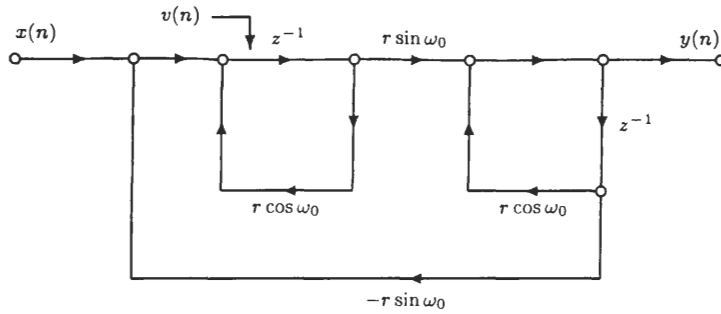 v(n)
x(n)
z⁻¹
r sin ω₀
y(n)
z⁻¹
r cos ω₀
r cos ω₀
−r sin ω₀